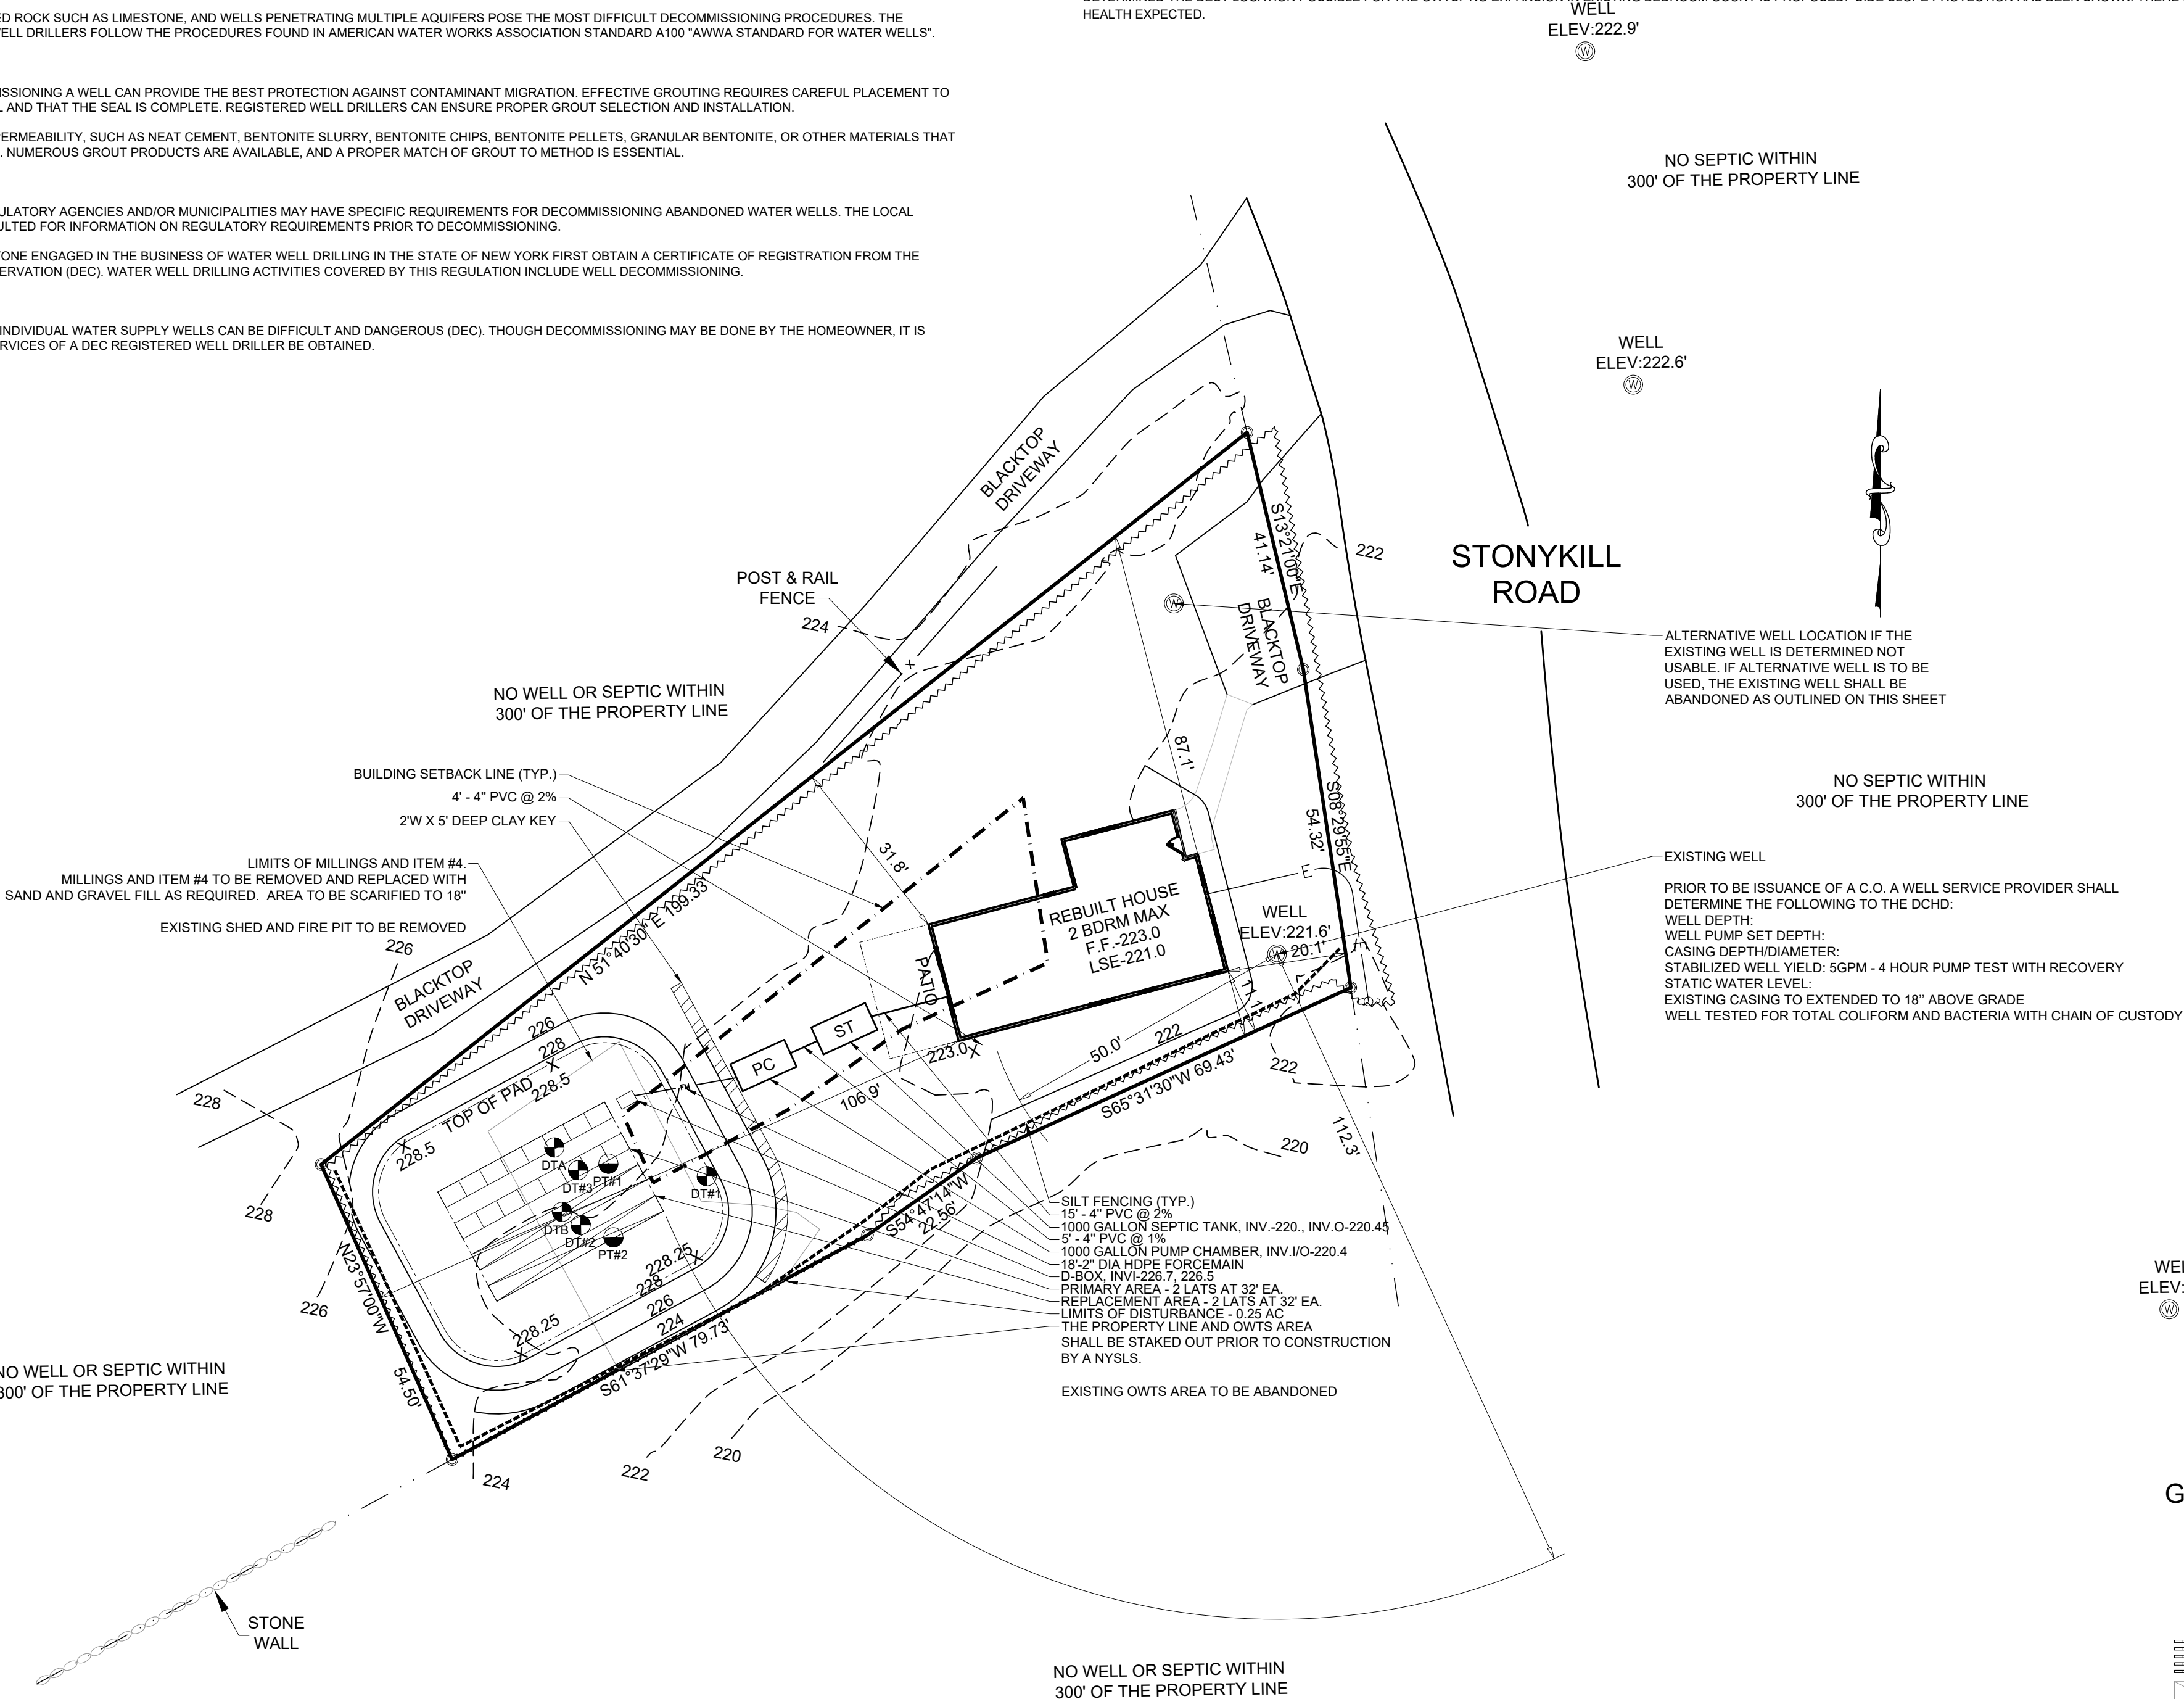 ED ROCK SUCH AS LIMESTONE, AND WELLS PENETRATING MULTIPLE AQUIFERS POSE THE MOST DIFFICULT DECOMMISSIONING PROCEDURES. THE
WELL DRILLERS FOLLOW THE PROCEDURES FOUND IN AMERICAN WATER WORKS ASSOCIATION STANDARD A100 "AWWA STANDARD FOR WATER WELLS".
MISSIONING A WELL CAN PROVIDE THE BEST PROTECTION AGAINST CONTAMINANT MIGRATION. EFFECTIVE GROUTING REQUIRES CAREFUL PLACEMENT TO
L AND THAT THE SEAL IS COMPLETE. REGISTERED WELL DRILLERS CAN ENSURE PROPER GROUT SELECTION AND INSTALLATION.
PERMEABILITY, SUCH AS NEAT CEMENT, BENTONITE SLURRY, BENTONITE CHIPS, BENTONITE PELLETS, GRANULAR BENTONITE, OR OTHER MATERIALS THAT
. NUMEROUS GROUT PRODUCTS ARE AVAILABLE, AND A PROPER MATCH OF GROUT TO METHOD IS ESSENTIAL.
ULATORY AGENCIES AND/OR MUNICIPALITIES MAY HAVE SPECIFIC REQUIREMENTS FOR DECOMMISSIONING ABANDONED WATER WELLS. THE LOCAL
ULTED FOR INFORMATION ON REGULATORY REQUIREMENTS PRIOR TO DECOMMISSIONING.
ONE ENGAGED IN THE BUSINESS OF WATER WELL DRILLING IN THE STATE OF NEW YORK FIRST OBTAIN A CERTIFICATE OF REGISTRATION FROM THE
ERVATION (DEC). WATER WELL DRILLING ACTIVITIES COVERED BY THIS REGULATION INCLUDE WELL DECOMMISSIONING.
INDIVIDUAL WATER SUPPLY WELLS CAN BE DIFFICULT AND DANGEROUS (DEC). THOUGH DECOMMISSIONING MAY BE DONE BY THE HOMEOWNER, IT IS
RVICES OF A DEC REGISTERED WELL DRILLER BE OBTAINED.
HEALTH EXPECTED.
WELL
ELEV:222.9'
W
NO SEPTIC WITHIN
300' OF THE PROPERTY LINE
WELL
ELEV:222.6'
W
STONYKILL
ROAD
BLACKTOP
DRIVEWAY
S13°21'00"E
41.14'
222
W
BLACKTOP
DRIVEWAY
ALTERNATIVE WELL LOCATION IF THE
EXISTING WELL IS DETERMINED NOT
USABLE. IF ALTERNATIVE WELL IS TO BE
USED, THE EXISTING WELL SHALL BE
ABANDONED AS OUTLINED ON THIS SHEET
POST & RAIL
FENCE
224
NO WELL OR SEPTIC WITHIN
300' OF THE PROPERTY LINE
87.1'
BUILDING SETBACK LINE (TYP.)
4' - 4" PVC @ 2%
2'W X 5' DEEP CLAY KEY
LIMITS OF MILLINGS AND ITEM #4.
MILLINGS AND ITEM #4 TO BE REMOVED AND REPLACED WITH
SAND AND GRAVEL FILL AS REQUIRED. AREA TO BE SCARIFIED TO 18"
EXISTING SHED AND FIRE PIT TO BE REMOVED
NO SEPTIC WITHIN
300' OF THE PROPERTY LINE
S08°29'55"E
54.32'
31.8'
N 51°40'30" E 199.33'
E
E
REBUILT HOUSE
2 BDRM MAX
F.F.-223.0
LSE-221.0
PATIO
WELL
ELEV:221.6'
W
20.1'
11.1'
EXISTING WELL
PRIOR TO BE ISSUANCE OF A C.O. A WELL SERVICE PROVIDER SHALL
DETERMINE THE FOLLOWING TO THE DCHD:
WELL DEPTH:
WELL PUMP SET DEPTH:
CASING DEPTH/DIAMETER:
STABILIZED WELL YIELD: 5GPM - 4 HOUR PUMP TEST WITH RECOVERY
STATIC WATER LEVEL:
EXISTING CASING TO EXTENDED TO 18" ABOVE GRADE
WELL TESTED FOR TOTAL COLIFORM AND BACTERIA WITH CHAIN OF CUSTODY
226
BLACKTOP
DRIVEWAY
226
228
228.5
TOP OF PAD
228.5
ST
PC
223.0
50.0'
222
S65°31'30"W 69.43'
222
106.9'
228
228
220
112.3'
DTA
DT#3
PT#1
DT#1
DTB
DT#2
PT#2
228.25
228
226
224
228.25
S54°47'14"W
22.56'
SILT FENCING (TYP.)
15' - 4" PVC @ 2%
1000 GALLON SEPTIC TANK, INV.-220., INV.O-220.45
5' - 4" PVC @ 1%
1000 GALLON PUMP CHAMBER, INV.I/O-220.4
18'-2" DIA HDPE FORCEMAIN
D-BOX, INVI-226.7, 226.5
PRIMARY AREA - 2 LATS AT 32' EA.
REPLACEMENT AREA - 2 LATS AT 32' EA.
LIMITS OF DISTURBANCE - 0.25 AC
THE PROPERTY LINE AND OWTS AREA
SHALL BE STAKED OUT PRIOR TO CONSTRUCTION
BY A NYSLS.
EXISTING OWTS AREA TO BE ABANDONED
N23°57'00"W
54.50'
226
S61°37'29"W 79.73'
NO WELL OR SEPTIC WITHIN
300' OF THE PROPERTY LINE
224
222
220
ELEV:
W
G
STONE
WALL
NO WELL OR SEPTIC WITHIN
300' OF THE PROPERTY LINE